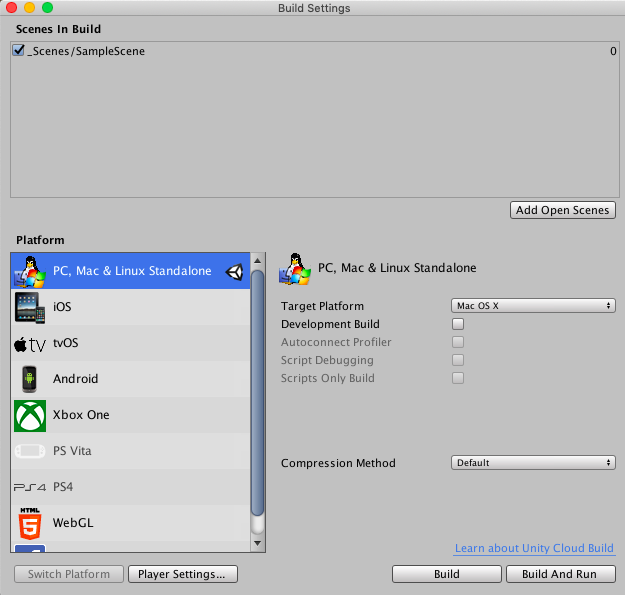 Build Settings
Scenes In Build
_Scenes/SampleScene 0
Add Open Scenes
Platform
PC, Mac & Linux Standalone
iOS
tv
tvOS
Android
Xbox One
PS Vita
PS4
PS4
HTML
5
WebGL
PC, Mac & Linux Standalone
Target Platform Mac OS X
Development Build
Autoconnect Profiler
Script Debugging
Scripts Only Build
Compression Method Default
Learn about Unity Cloud Build
Switch Platform
Player Settings...
Build
Build And Run